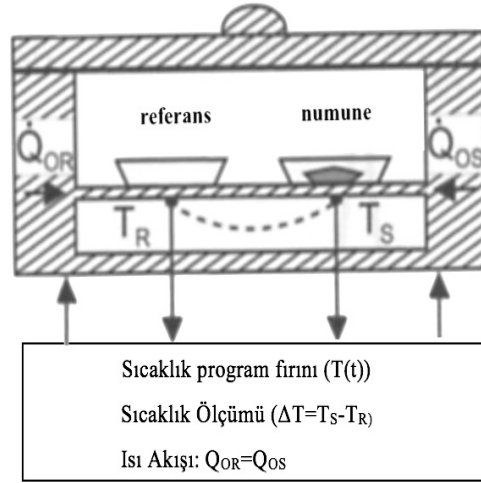 referans numune
Q̇OR Q̇OS
TR TS
Sıcaklık program fırını (T(t))
Sıcaklık Ölçümü (ΔT=TS-TR)
Isı Akışı: QOR=QOS